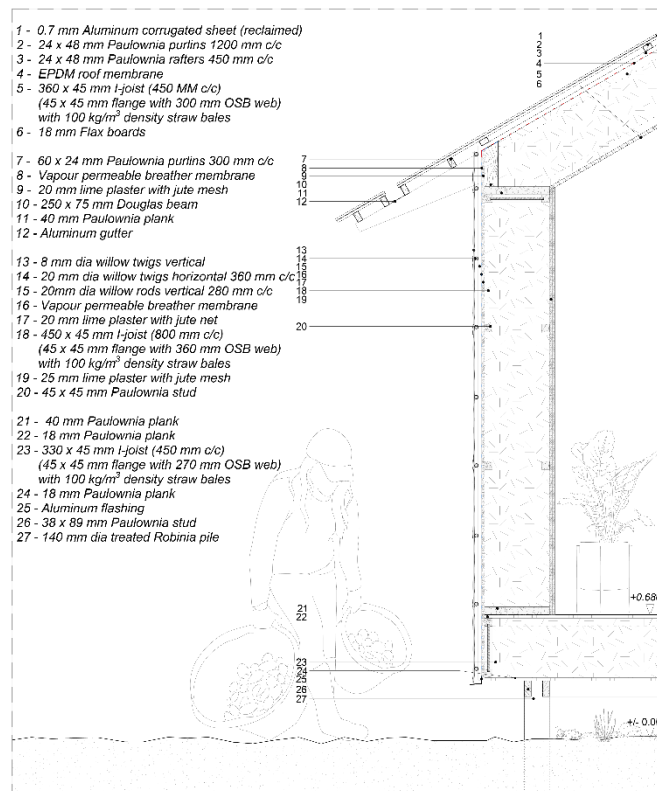 1 - 0.7 mm Aluminum corrugated sheet (reclaimed)
2 - 24 x 48 mm Paulownia purlins 1200 mm c/c
3 - 24 x 48 mm Paulownia rafters 450 mm c/c
4 - EPDM roof membrane
5 - 360 x 45 mm I-joist (450 MM c/c)
(45 x 45 mm flange with 300 mm OSB web)
with 100 kg/m³ density straw bales
6 - 18 mm Flax boards
7 - 60 x 24 mm Paulownia purlins 300 mm c/c
8 - Vapour permeable breather membrane
9 - 20 mm lime plaster with jute mesh
10 - 250 x 75 mm Douglas beam
11 - 40 mm Paulownia plank
12 - Aluminum gutter
13 - 8 mm dia willow twigs vertical
14 - 20 mm dia willow twigs horizontal 360 mm c/c
15 - 20mm dia willow rods vertical 280 mm c/c
16 - Vapour permeable breather membrane
17 - 20 mm lime plaster with jute net
18 - 450 x 45 mm I-joist (800 mm c/c)
(45 x 45 mm flange with 360 mm OSB web)
with 100 kg/m³ density straw bales
19 - 25 mm lime plaster with jute mesh
20 - 45 x 45 mm Paulownia stud
21 - 40 mm Paulownia plank
22 - 18 mm Paulownia plank
23 - 330 x 45 mm I-joist (450 mm c/c)
(45 x 45 mm flange with 270 mm OSB web)
with 100 kg/m³ density straw bales
24 - 18 mm Paulownia plank
25 - Aluminum flashing
26 - 38 x 89 mm Paulownia stud
27 - 140 mm dia treated Robinia pile
1
2
3
4
5
6
7
8
9
10
11
12
13
14
15
16
17
18
19
20
21
22
23
24
25
26
27